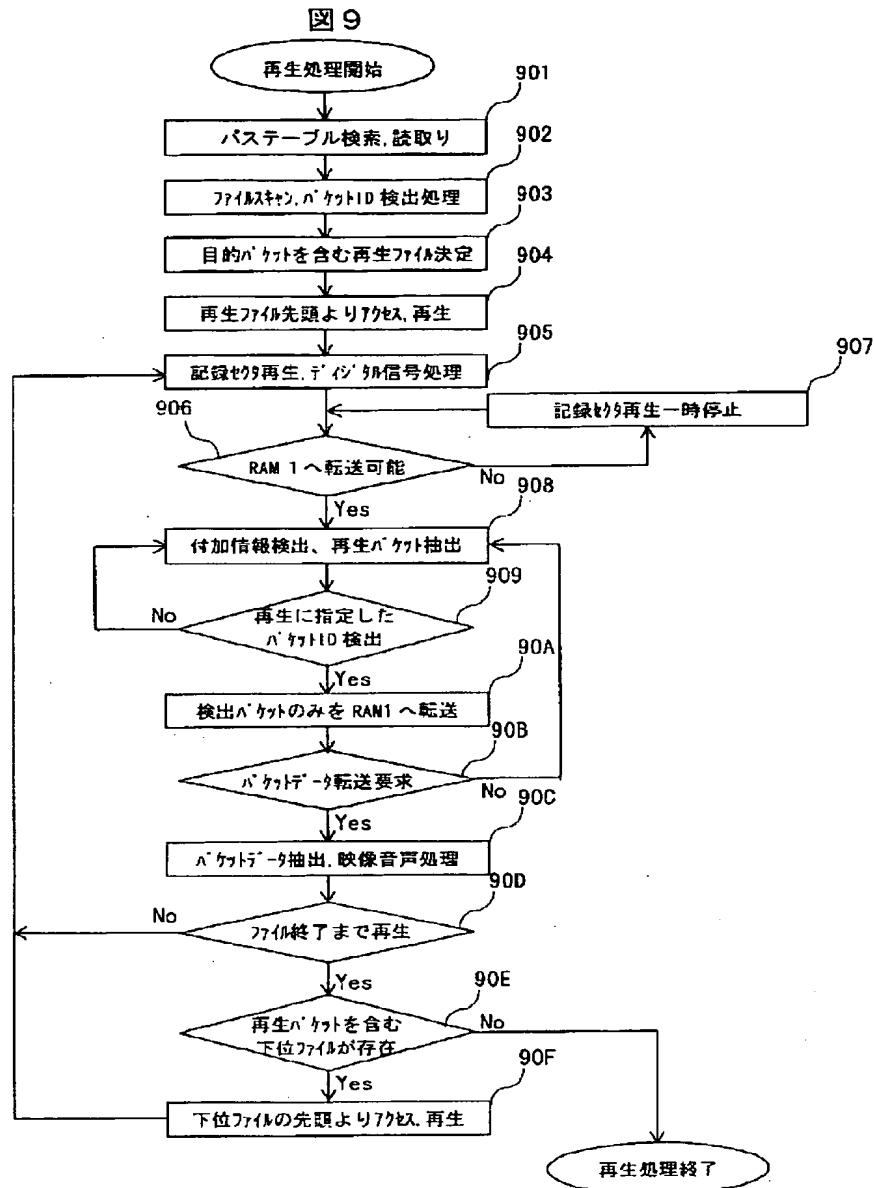 図9
再生処理開始
901
パステーブル検索,読取り
902
ファイルスキャン,パケットID検出処理
903
目的パケットを含む再生ファイル決定
904
再生ファイル先頭よりアクセス,再生
905
記録セクタ再生,ディジタル信号処理
907
記録セクタ再生一時停止
906
RAM 1へ転送可能
No
Yes
908
付加情報検出、再生パケット抽出
909
再生に指定した
パケットID検出
No
Yes
90A
検出パケットのみをRAM1へ転送
90B
パケットデータ転送要求
No
Yes
90C
パケットデータ抽出,映像音声処理
90D
ファイル終了まで再生
No
Yes
90E
再生パケットを含む
下位ファイルが存在
No
Yes
90F
下位ファイルの先頭よりアクセス,再生
再生処理終了